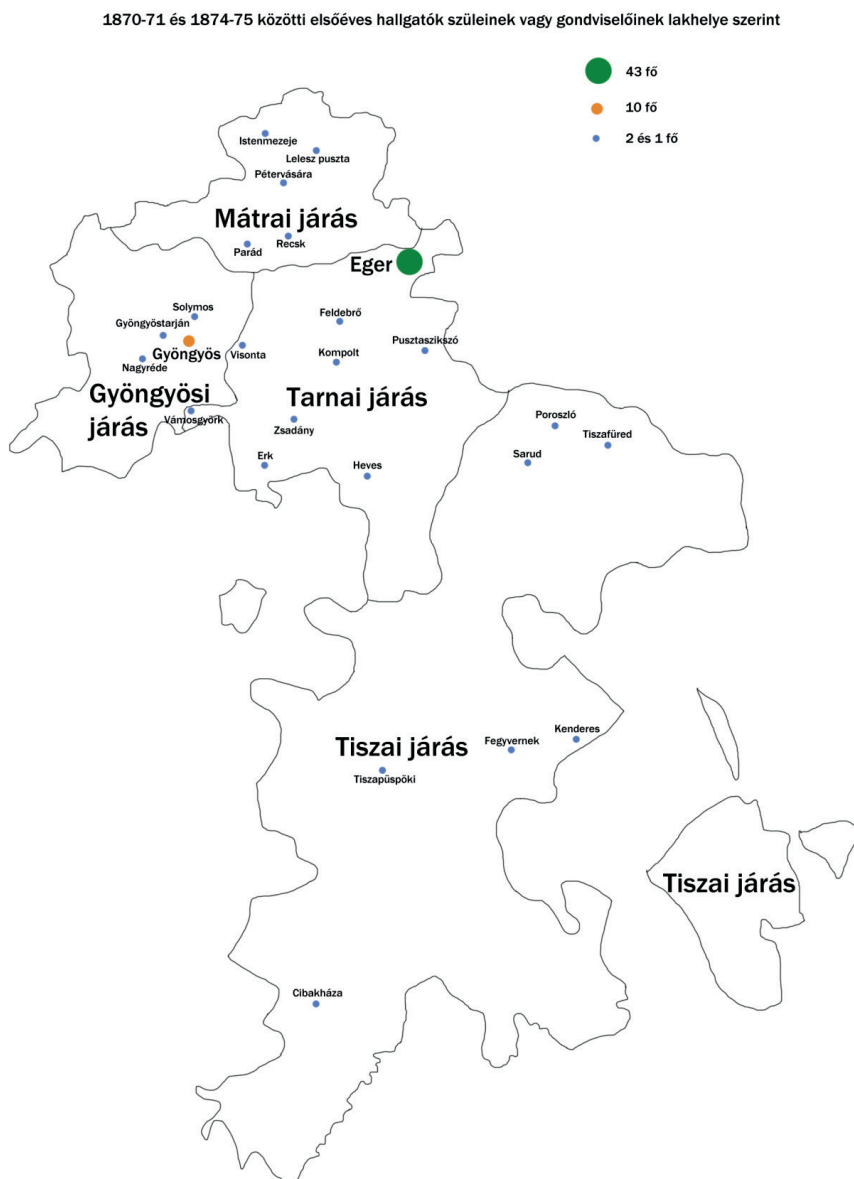 1870-71 és 1874-75 közötti elsőéves hallgatók szüleinek vagy gondviselőinek lakhelye szerint
43 fő
10 fő
2 és 1 fő
Istenmezeje
Lelesz puszta
Pétervására
Mátrai járás
Parád
Recsk
Eger
Solymos
Gyöngyöstarján
Gyöngyös
Nagyréde
Visonta
Gyöngyösi
járás
Vámosgyörk
Feldebrő
Kompolt
Pusztaszikszó
Tarnai járás
Zsadány
Erk
Heves
Poroszló
Tiszafüred
Sarud
Tiszai járás
Fegyvernek
Kenderes
Tiszapüspöki
Tiszai járás
Cibakháza